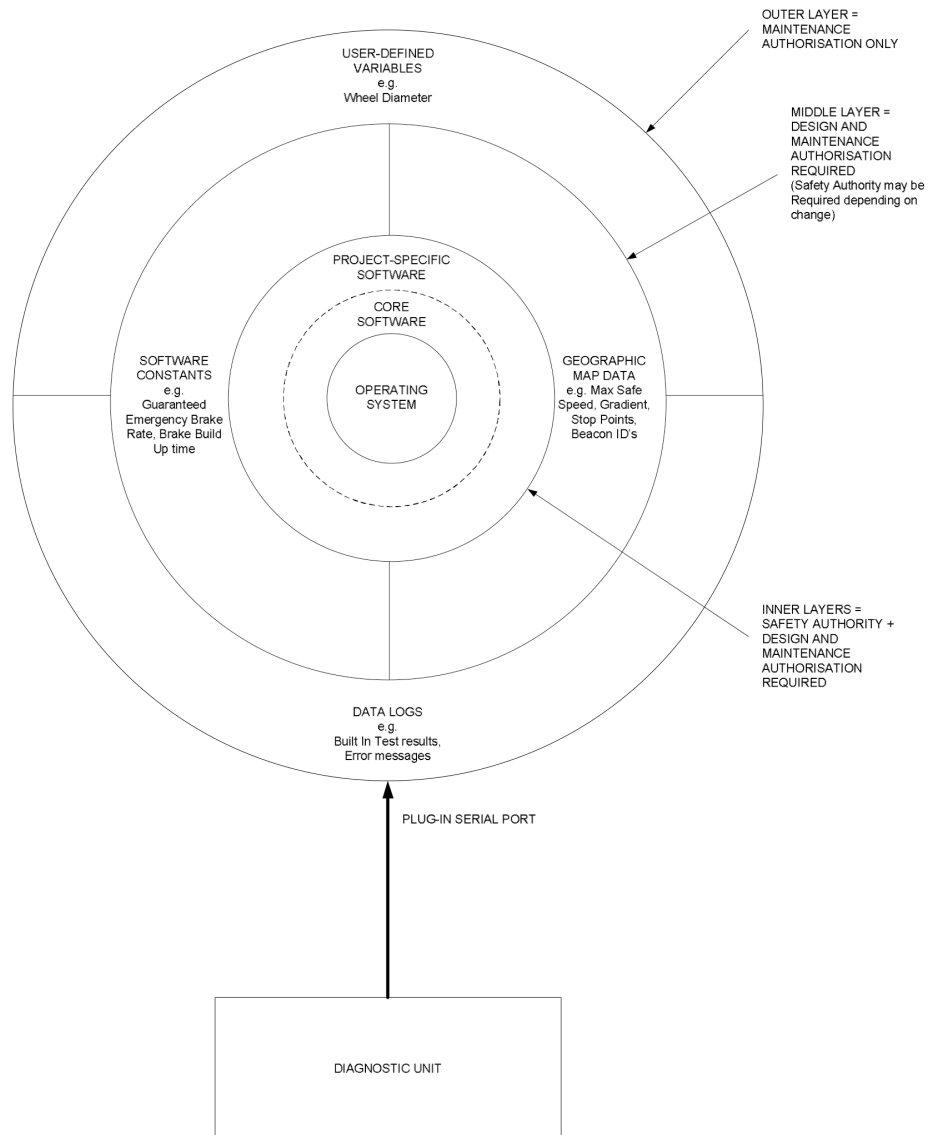 OUTER LAYER =
MAINTENANCE
AUTHORISATION ONLY
USER-DEFINED
VARIABLES
e.g.
Wheel Diameter
MIDDLE LAYER =
DESIGN AND
MAINTENANCE
AUTHORISATION
REQUIRED
(Safety Authority may be
Required depending on
change)
PROJECT-SPECIFIC
SOFTWARE
CORE
SOFTWARE
OPERATING
SYSTEM
SOFTWARE
CONSTANTS
e.g.
Guaranteed
Emergency Brake
Rate, Brake Build
Up time
GEOGRAPHIC
MAP DATA
e.g. Max Safe
Speed, Gradient,
Stop Points,
Beacon ID's
INNER LAYERS =
SAFETY AUTHORITY +
DESIGN AND
MAINTENANCE
AUTHORISATION
REQUIRED
DATA LOGS
e.g.
Built In Test results,
Error messages
PLUG-IN SERIAL PORT
DIAGNOSTIC UNIT